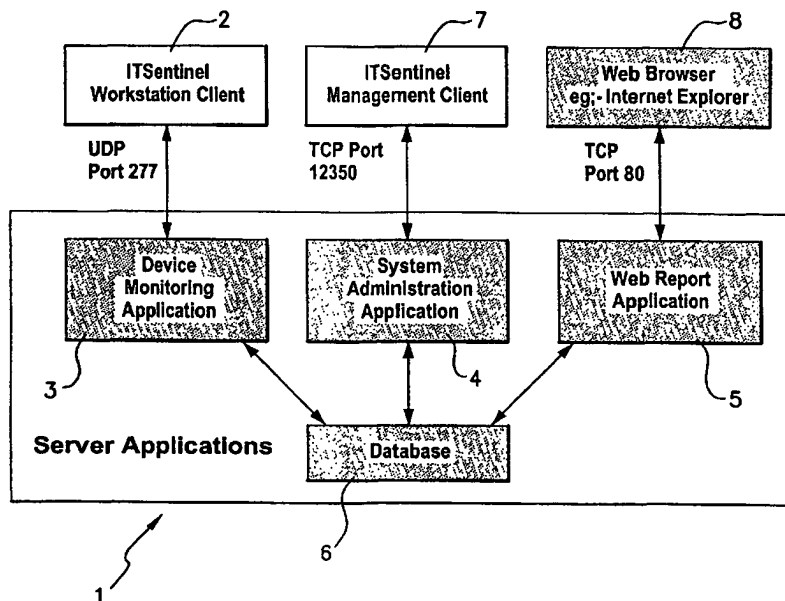 2
7
8
ITSentinel
Workstation Client
ITSentinel
Management Client
Web Browser
eg;- Internet Explorer
UDP
Port 277
TCP Port
12350
TCP
Port 80
Device
Monitoring
Application
System
Administration
Application
Web Report
Application
3
4
5
Server Applications
Database
6
1